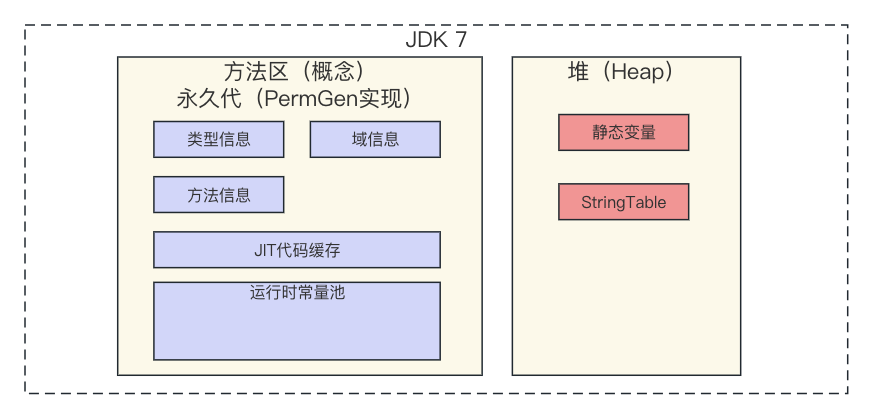 JDK 7
方法区（概念）
永久代（PermGen实现）
类型信息
域信息
方法信息
JIT代码缓存
运行时常量池
堆（Heap）
静态变量
StringTable